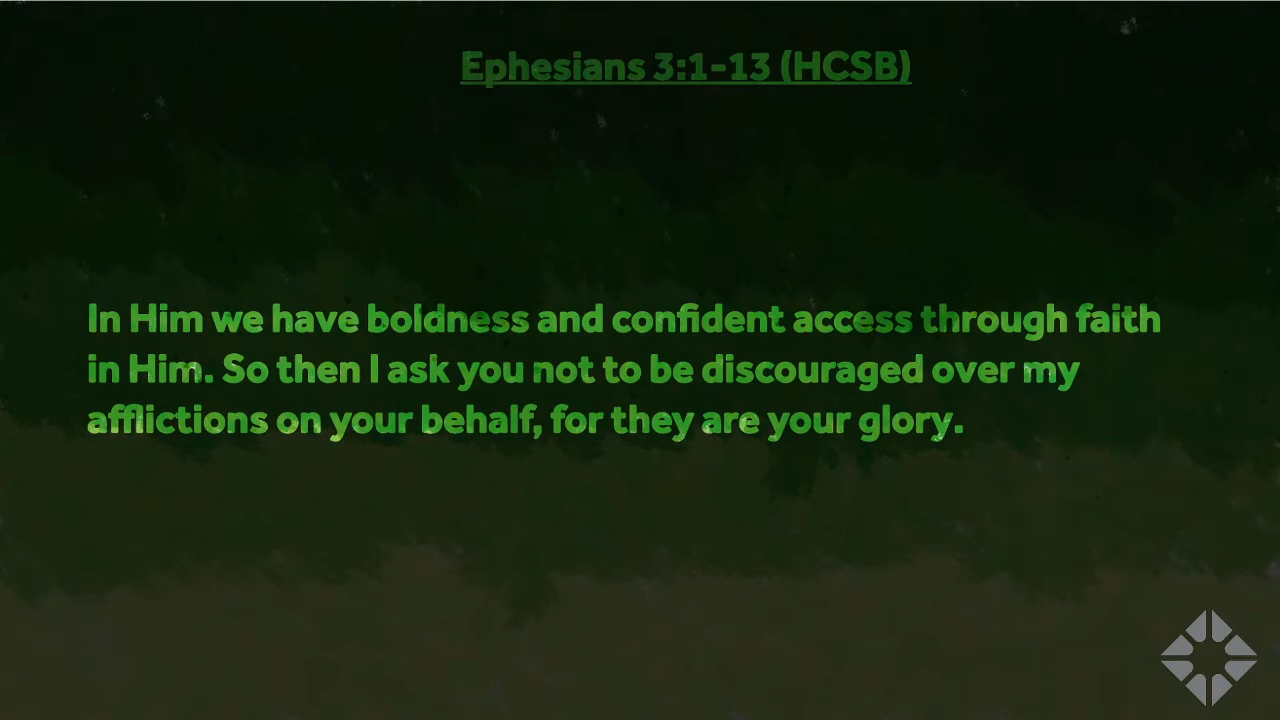 Ephesians 3:1-13 (HCSB)
In Him we have boldness and confident access through faith
in Him. So then I ask you not to be discouraged over my
afflictions on your behalf, for they are your glory.